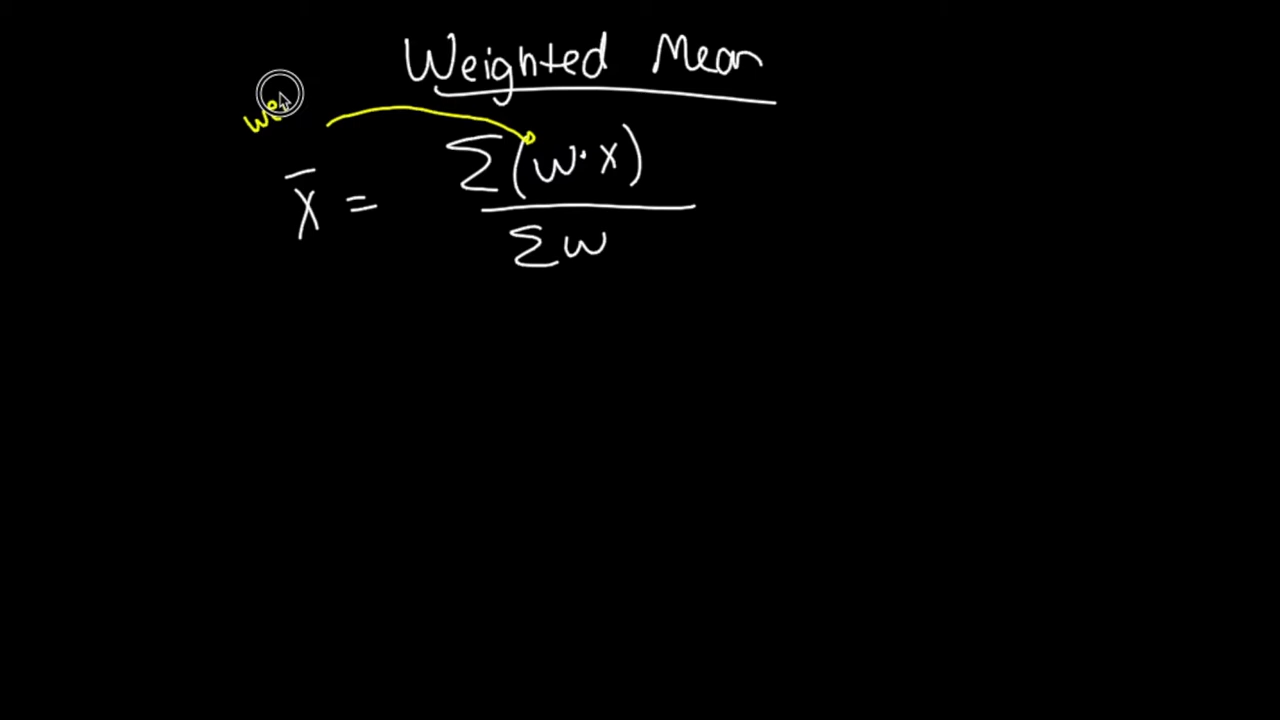 Weighted Mean
x̄ = Σ(w·x) / Σw